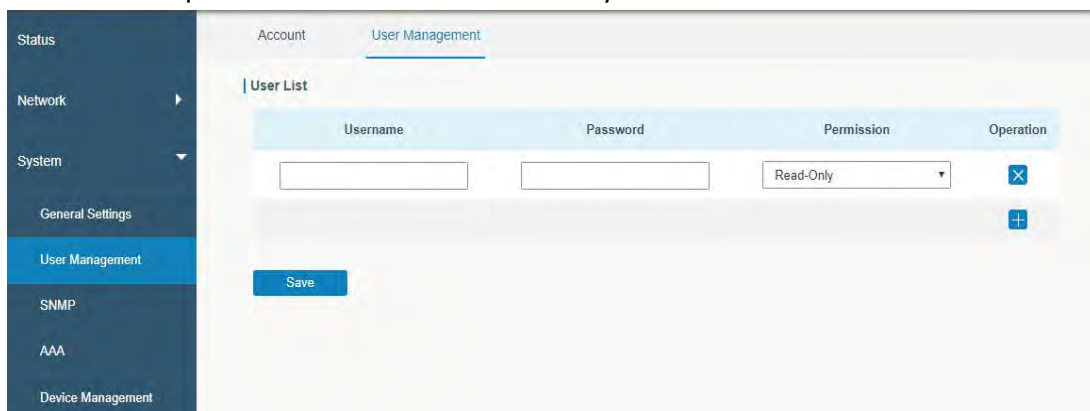 Status
Network
System
General Settings
User Management
SNMP
AAA
Device Management
Account User Management
User List
Username Password Permission Operation
Read-Only
Save